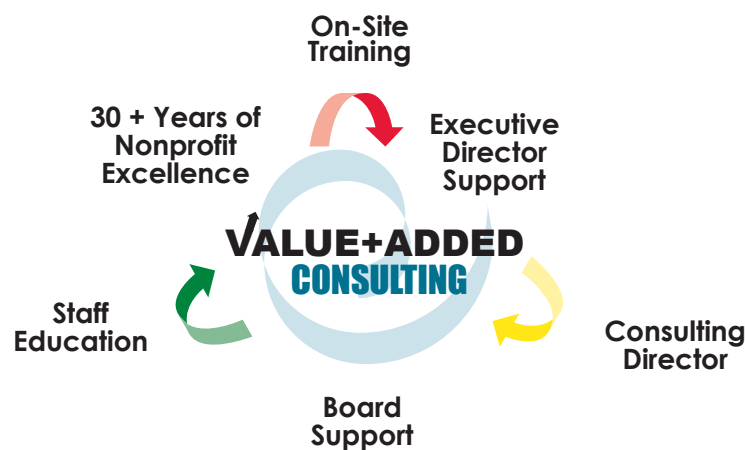 On-Site
Training
30 + Years of
Nonprofit
Excellence
Executive
Director
Support
VALUE+ADDED
CONSULTING
Staff
Education
Consulting
Director
Board
Support